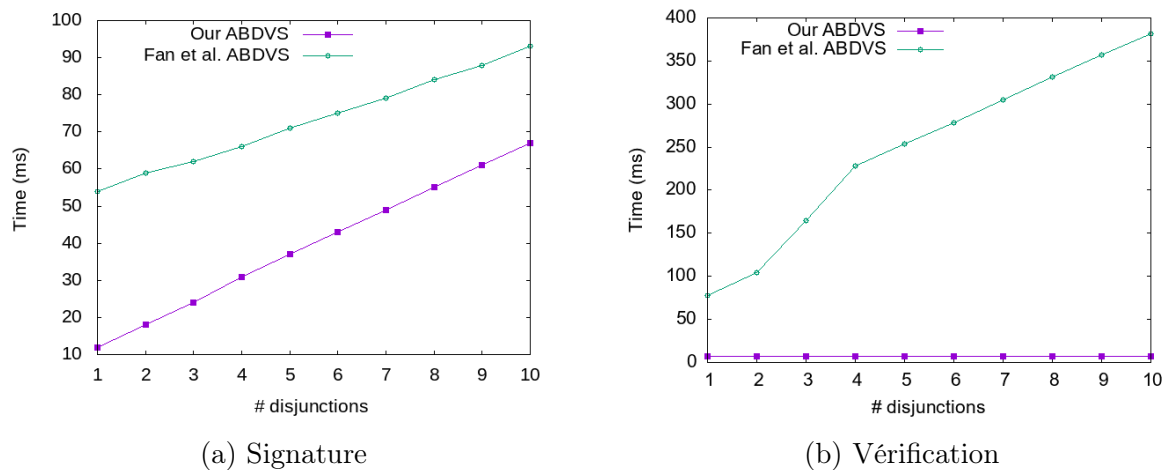 Our ABDVS
Fan et al. ABDVS
100
90
80
70
60
50
40
30
20
10
Time (ms)
1 2 3 4 5 6 7 8 9 10
# disjunctions
(a) Signature
Our ABDVS
Fan et al. ABDVS
400
350
300
250
200
150
100
50
0
Time (ms)
1 2 3 4 5 6 7 8 9 10
# disjunctions
(b) Vérification